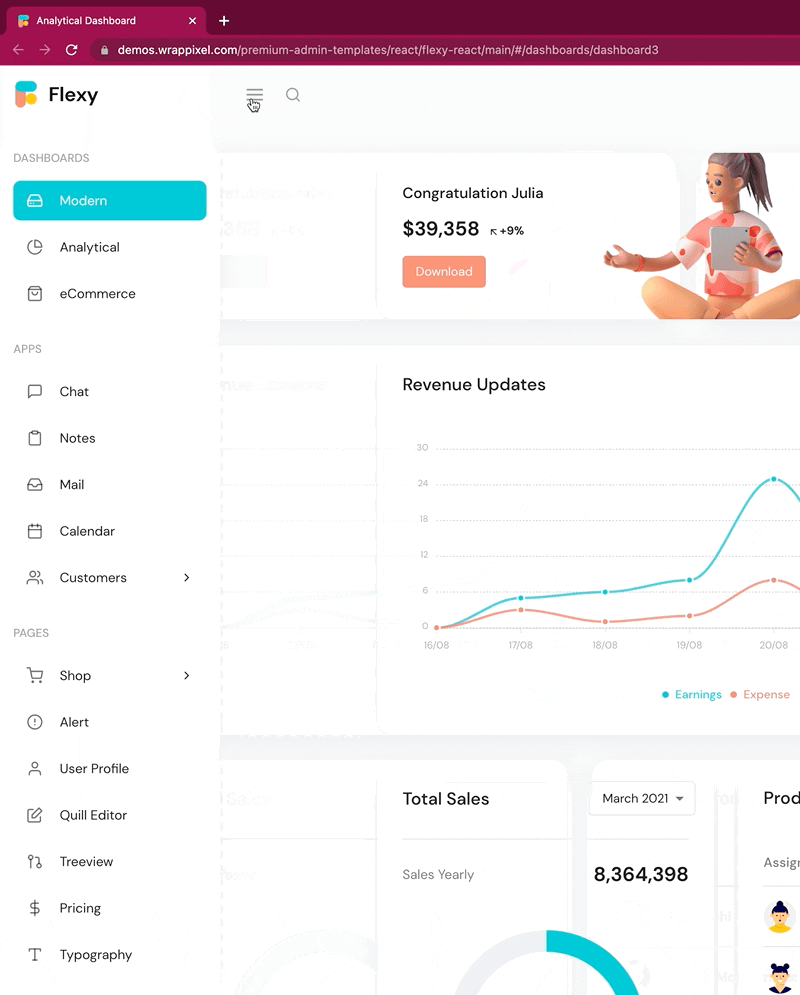 Analytical Dashboard
demos.wrappixel.com/premium-admin-templates/react/flexy-react/main/#/dashboards/dashboard3
Flexy
DASHBOARDS
Modern
Analytical
eCommerce
APPS
Chat
Notes
Mail
Calendar
Customers
PAGES
Shop
Alert
User Profile
Quill Editor
Treeview
Pricing
Typography
Congratulation Julia
$39,358 +9%
Download
Revenue Updates
30
24
18
12
6
0
16/08 17/08 18/08 19/08 20/08
Earnings Expense
Total Sales
March 2021
Sales Yearly
8,364,398
Prod
Assig